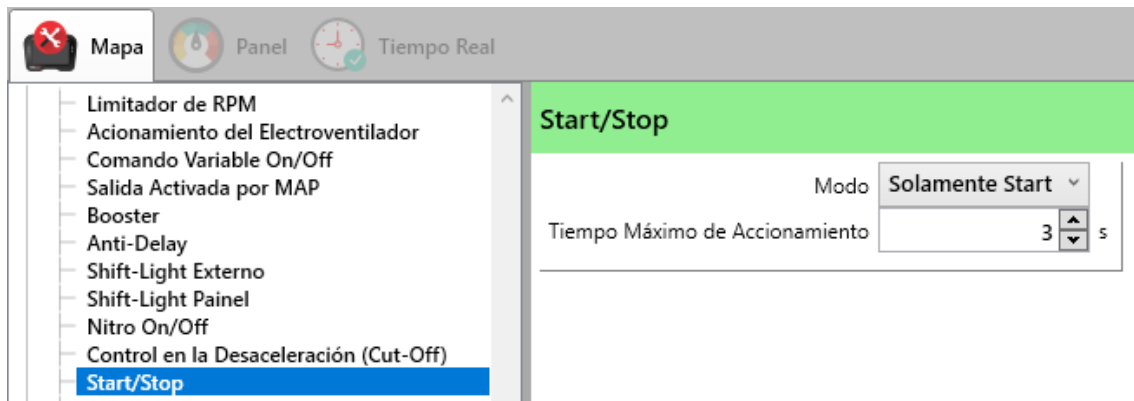 Mapa
Panel
Tiempo Real
Limitador de RPM
Acionamiento del Electroventilador
Comando Variable On/Off
Salida Activada por MAP
Booster
Anti-Delay
Shift-Light Externo
Shift-Light Painel
Nitro On/Off
Control en la Desaceleración (Cut-Off)
Start/Stop
Start/Stop
Modo Solamente Start
Tiempo Máximo de Accionamiento 3 s